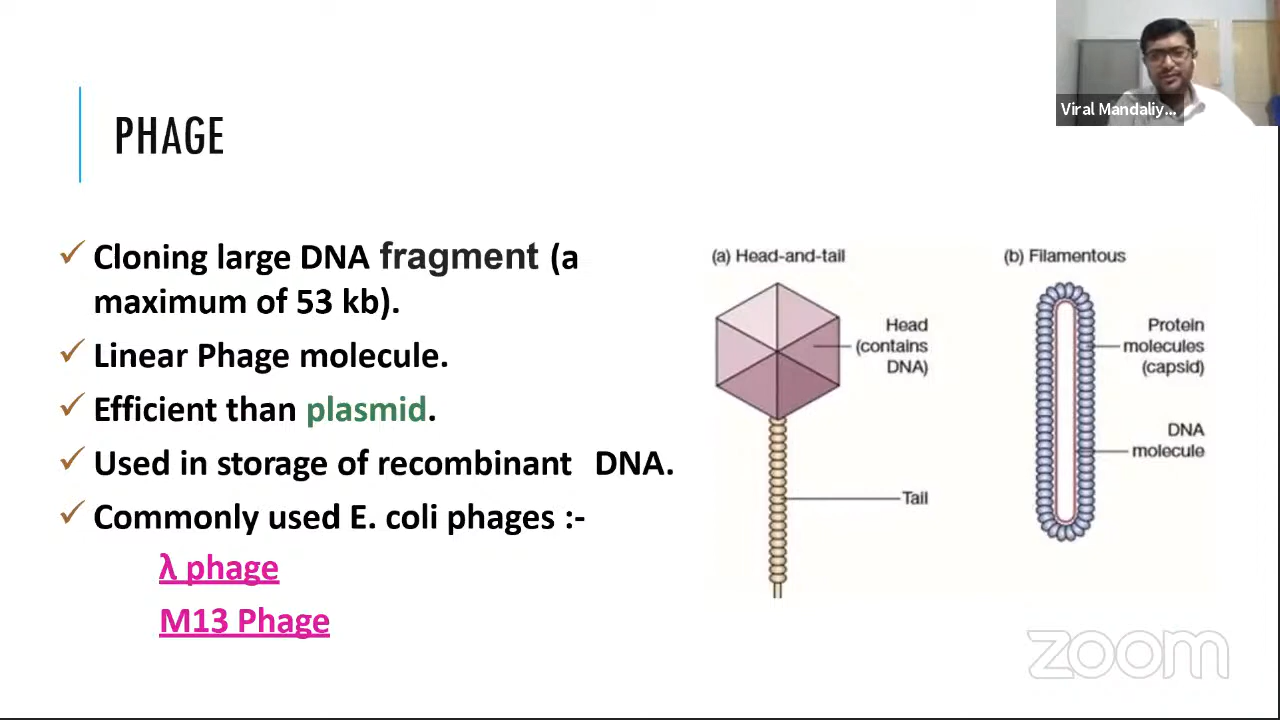 Viral Mandaliy...
PHAGE
✓ Cloning large DNA fragment (a
maximum of 53 kb).
✓ Linear Phage molecule.
✓ Efficient than plasmid.
✓ Used in storage of recombinant DNA.
✓ Commonly used E. coli phages :-
λ phage
M13 Phage
(a) Head-and-tail
Head
(contains
DNA)
Tail
(b) Filamentous
Protein
molecules
(capsid)
DNA
molecule
zoom